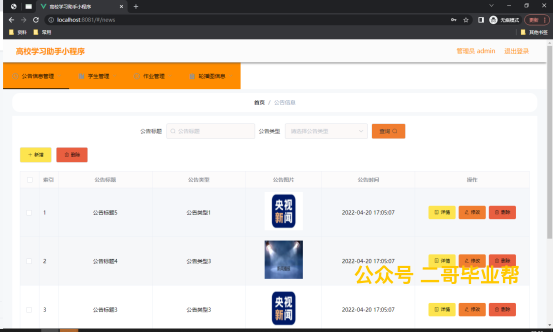 高校学习助手小程序
localhost:8081/#/news
无痕模式
更新
资料
常用
其他书签
高校学习助手小程序
管理员 admin
退出登录
公告信息管理
学生管理
作业管理
轮播图信息
首页 / 公告信息
公告标题 公告标题 公告类型 请选择公告类型 查询
+ 新增 删除
索引 公告标题 公告类型 公告图片 公告时间 操作
1 公告标题5 公告类型1 央视新闻 2022-04-20 17:05:07 详情 修改 删除
2 公告标题4 公告类型3 2022-04-20 17:05:07 详情 修改 删除
公众号 二哥毕业帮
3 公告标题3 公告类型3 央视新闻 2022-04-20 17:05:07 详情 修改 删除